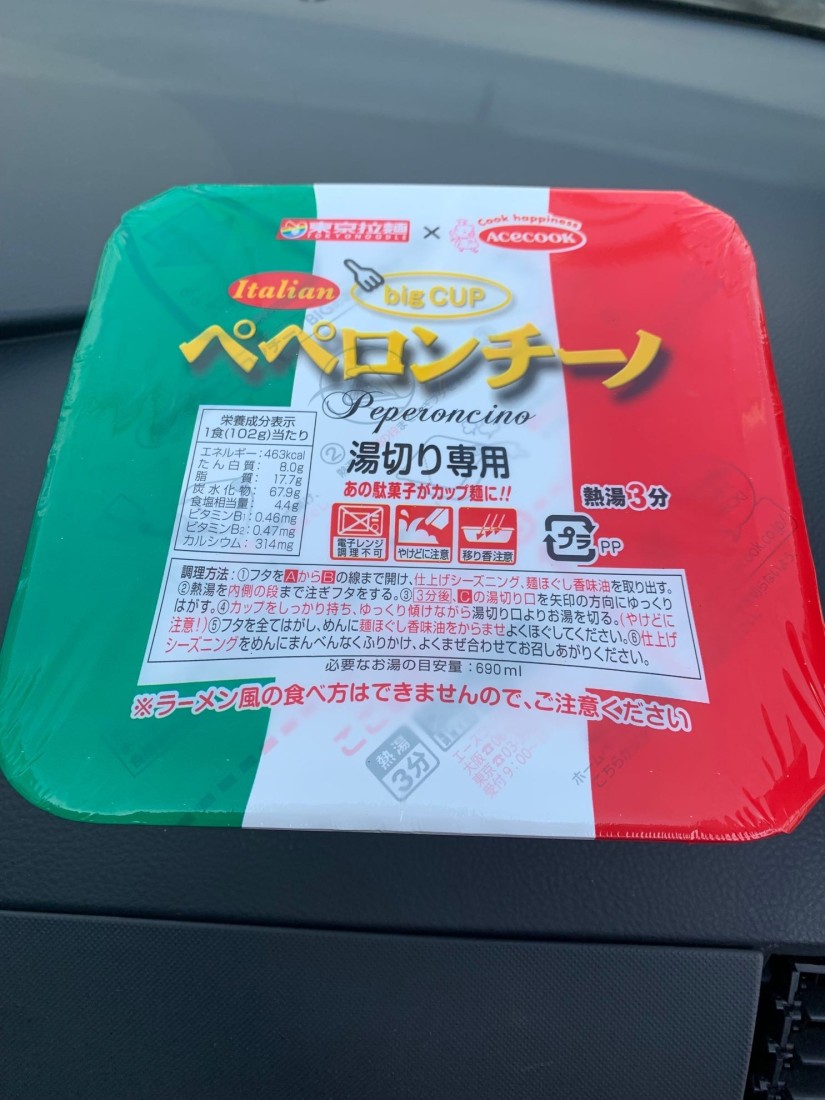 東京拉麺
TOKYONOODLE
×
Cook happiness
ACECOOK
Italian
big CUP
ペペロンチーノ
Peperoncino
栄養成分表示
1食(102g)当たり
エネルギー:463kcal
たん白質: 8.0g
脂 質: 17.7g
炭水化物: 67.9g
食塩相当量: 4.4g
ビタミンB1:0.46mg
ビタミンB2:0.47mg
カルシウム: 314mg
湯切り専用
あの駄菓子がカップ麺に!!
電子レンジ
調理不可
やけどに注意
移り香注意
熱湯3分
プラ
PP
調理方法:①フタをAからBの線まで開け、仕上げシーズニング、麺ほぐし香味油を取り出す。
②熱湯を内側の段まで注ぎフタをする。③3分後、Cの湯切り口を矢印の方向にゆっくり
はがす。④カップをしっかり持ち、ゆっくり傾けながら湯切り口よりお湯を切る。(やけどに
注意!)⑤フタを全てはがし、めんに麺ほぐし香味油をからませよくほぐしてください。⑥仕上げ
シーズニングをめんにまんべんなくふりかけ、よくまぜ合わせてお召しあがりください。
必要なお湯の目安量:690ml
※ラーメン風の食べ方はできませんので、ご注意ください
熱湯
3分